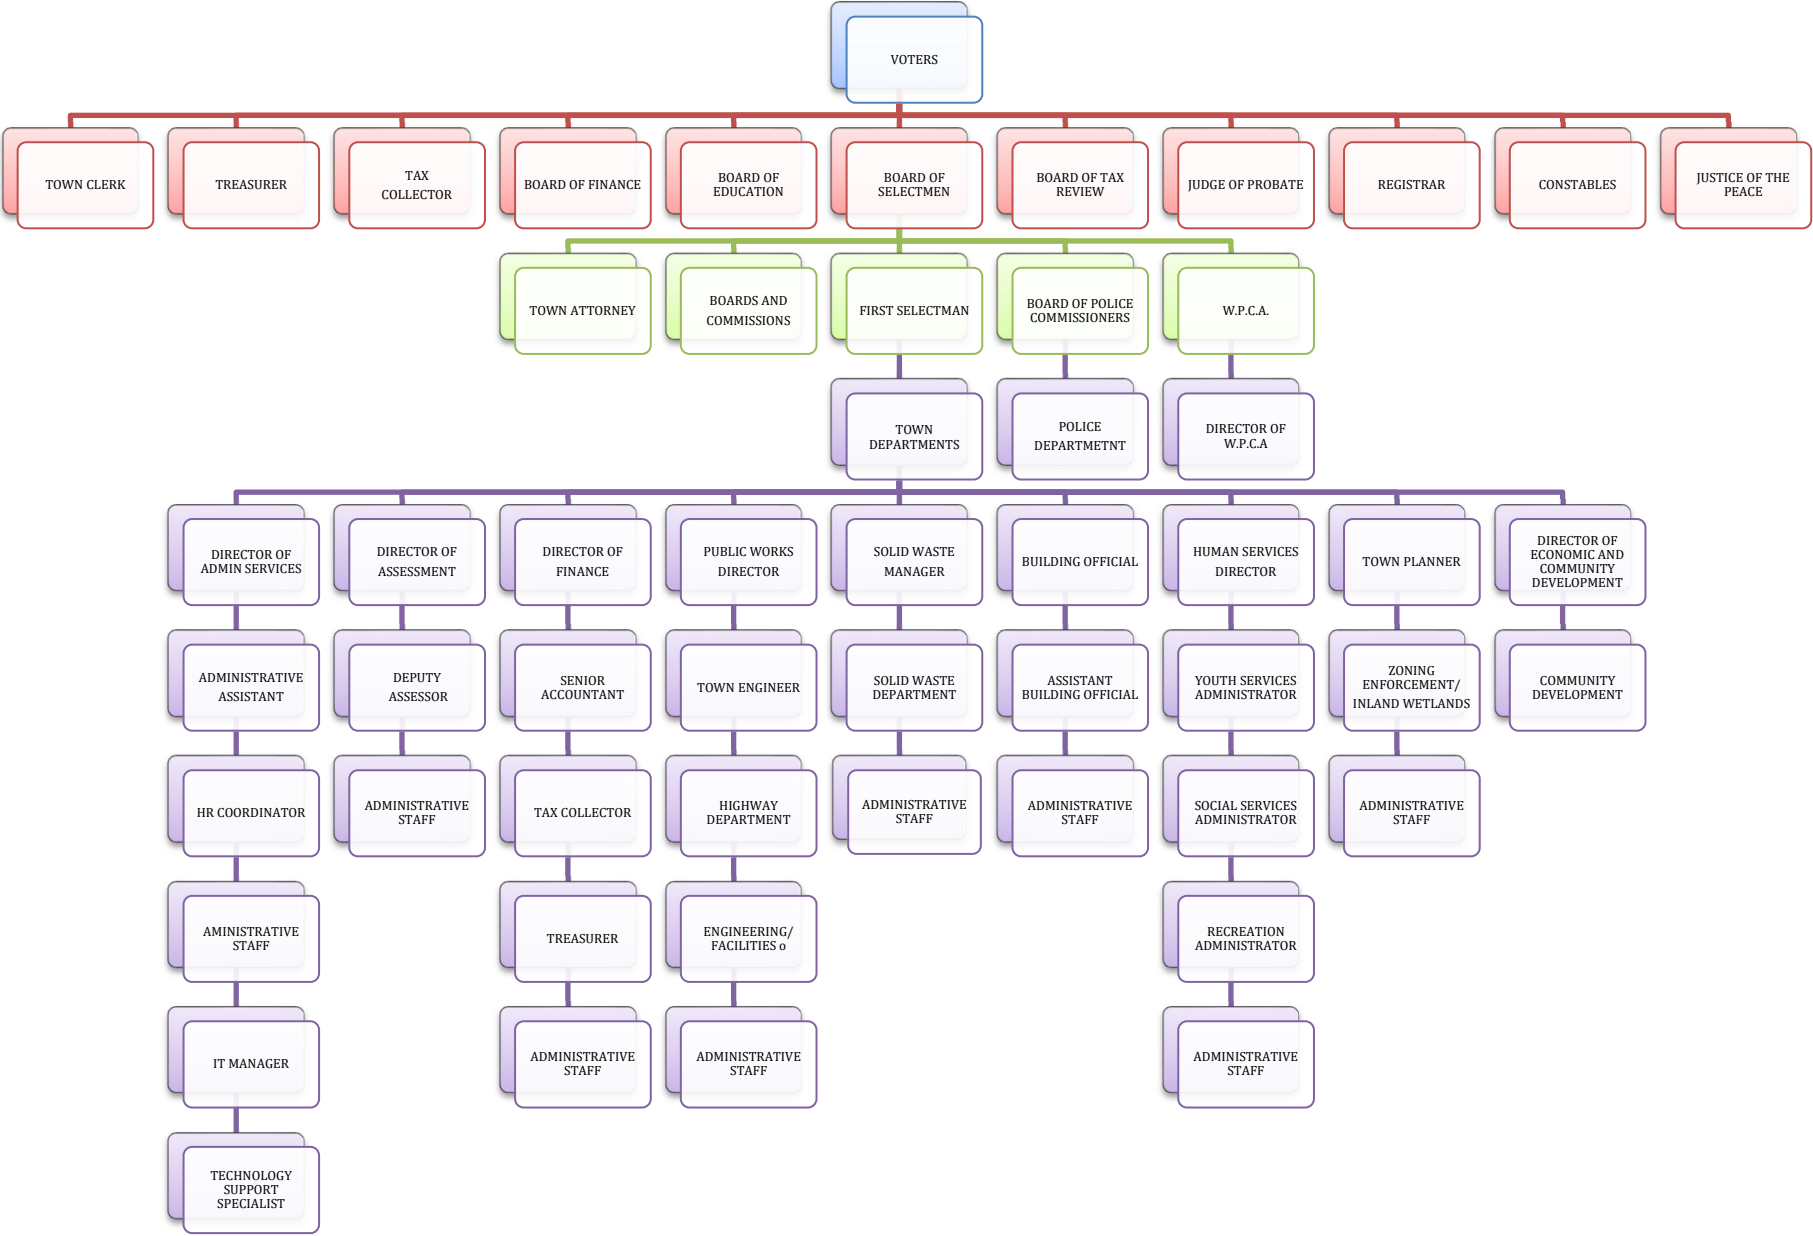 VOTERS
TOWN CLERK
TREASURER
TAX
COLLECTOR
BOARD OF FINANCE
BOARD OF
EDUCATION
BOARD OF
SELECTMEN
BOARD OF TAX
REVIEW
JUDGE OF PROBATE
REGISTRAR
CONSTABLES
JUSTICE OF THE
PEACE
TOWN ATTORNEY
BOARDS AND
COMMISSIONS
FIRST SELECTMAN
BOARD OF POLICE
COMMISSIONERS
W.P.C.A.
TOWN
DEPARTMENTS
POLICE
DEPARTMETNT
DIRECTOR OF
W.P.C.A
DIRECTOR OF
ADMIN SERVICES
DIRECTOR OF
ASSESSMENT
DIRECTOR OF
FINANCE
PUBLIC WORKS
DIRECTOR
SOLID WASTE
MANAGER
BUILDING OFFICIAL
HUMAN SERVICES
DIRECTOR
TOWN PLANNER
DIRECTOR OF
ECONOMIC AND
COMMUNITY
DEVELOPMENT
ADMINISTRATIVE
ASSISTANT
DEPUTY
ASSESSOR
SENIOR
ACCOUNTANT
TOWN ENGINEER
SOLID WASTE
DEPARTMENT
ASSISTANT
BUILDING OFFICIAL
YOUTH SERVICES
ADMINISTRATOR
ZONING
ENFORCEMENT/
INLAND WETLANDS
COMMUNITY
DEVELOPMENT
HR COORDINATOR
ADMINISTRATIVE
STAFF
TAX COLLECTOR
HIGHWAY
DEPARTMENT
ADMINISTRATIVE
STAFF
ADMINISTRATIVE
STAFF
SOCIAL SERVICES
ADMINISTRATOR
ADMINISTRATIVE
STAFF
AMINISTRATIVE
STAFF
TREASURER
ENGINEERING/
FACILITIES o
RECREATION
ADMINISTRATOR
IT MANAGER
ADMINISTRATIVE
STAFF
ADMINISTRATIVE
STAFF
ADMINISTRATIVE
STAFF
TECHNOLOGY
SUPPORT
SPECIALIST